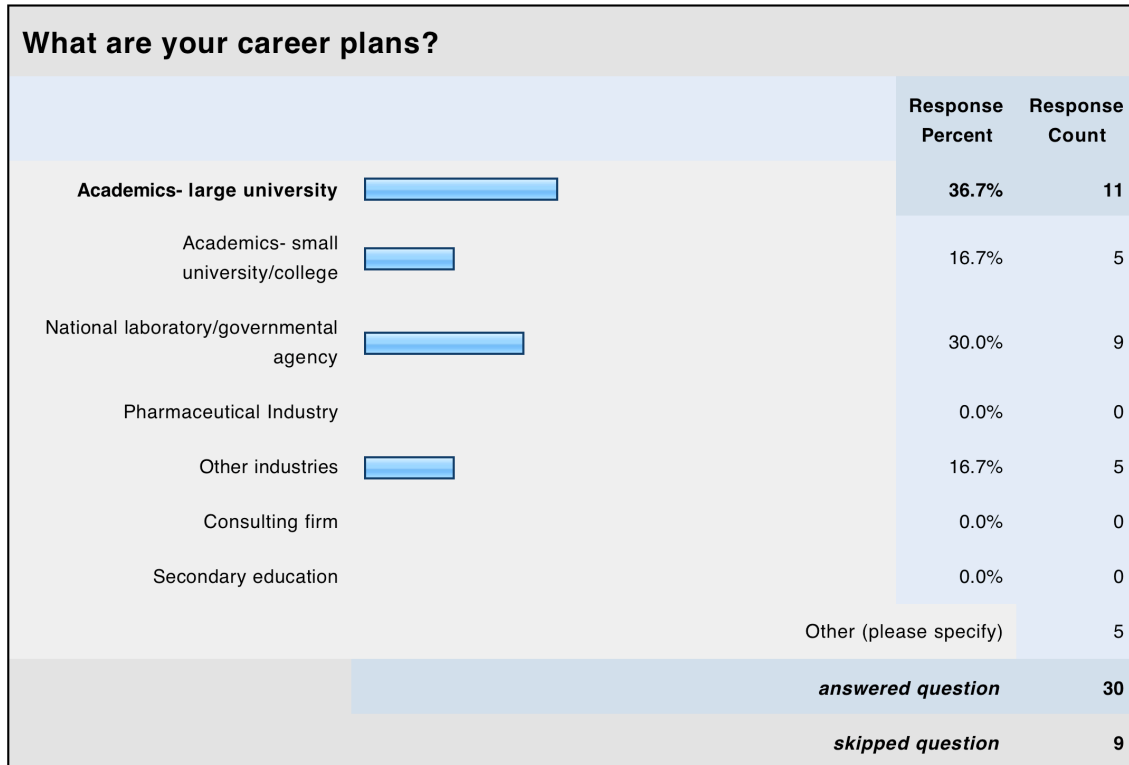 What are your career plans?
Response Percent
Response Count
Academics- large university 36.7% 11
Academics- small
university/college 16.7% 5
National laboratory/governmental
agency 30.0% 9
Pharmaceutical Industry 0.0% 0
Other industries 16.7% 5
Consulting firm 0.0% 0
Secondary education 0.0% 0
Other (please specify) 5
answered question 30
skipped question 9